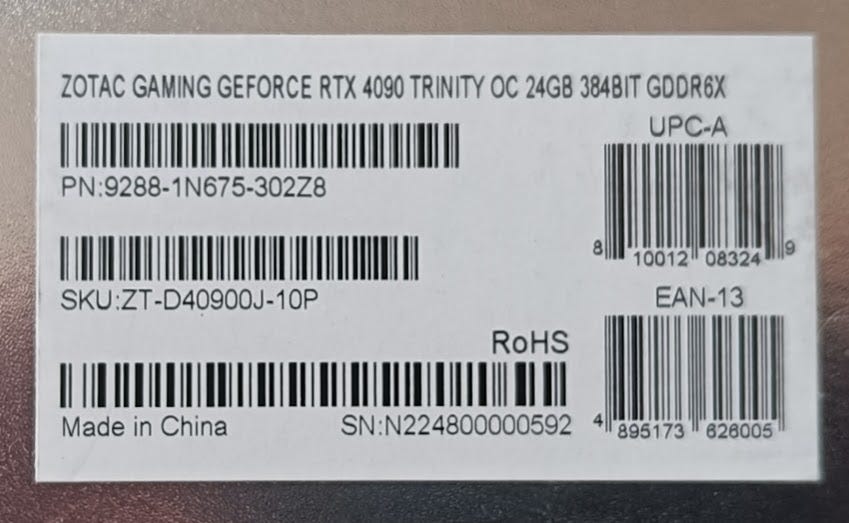 ZOTAC GAMING GEFORCE RTX 4090 TRINITY OC 24GB 384BIT GDDR6X
PN:9288-1N675-302Z8
SKU:ZT-D40900J-10P
RoHS
Made in China
SN:N224800000592
UPC-A
8 10012 08324 9
EAN-13
4 895173 626005